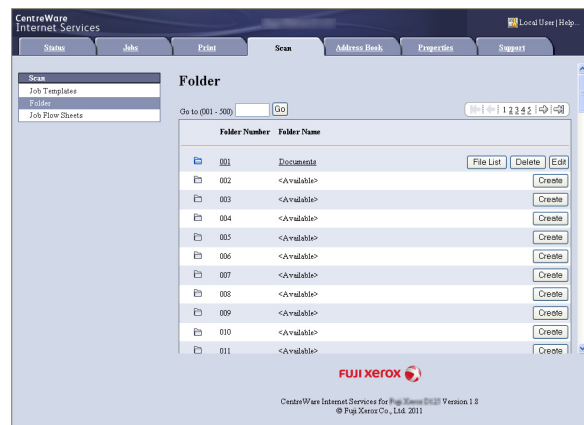 CentreWare
Internet Services
Local User | Help...
Status Jobs Print Scan Address Book Properties Support
Scan
Job Templates
Folder
Job Flow Sheets
Folder
Go to (001 - 500) Go 1 2 3 4 5
Folder Number Folder Name
001 Documents File List Delete Edit
002 <Available> Create
003 <Available> Create
004 <Available> Create
005 <Available> Create
006 <Available> Create
007 <Available> Create
008 <Available> Create
009 <Available> Create
010 <Available> Create
011 <Available> Create
FUJI XEROX
CentreWare Internet Services for Version 1.8
© Fuji Xerox Co., Ltd. 2011